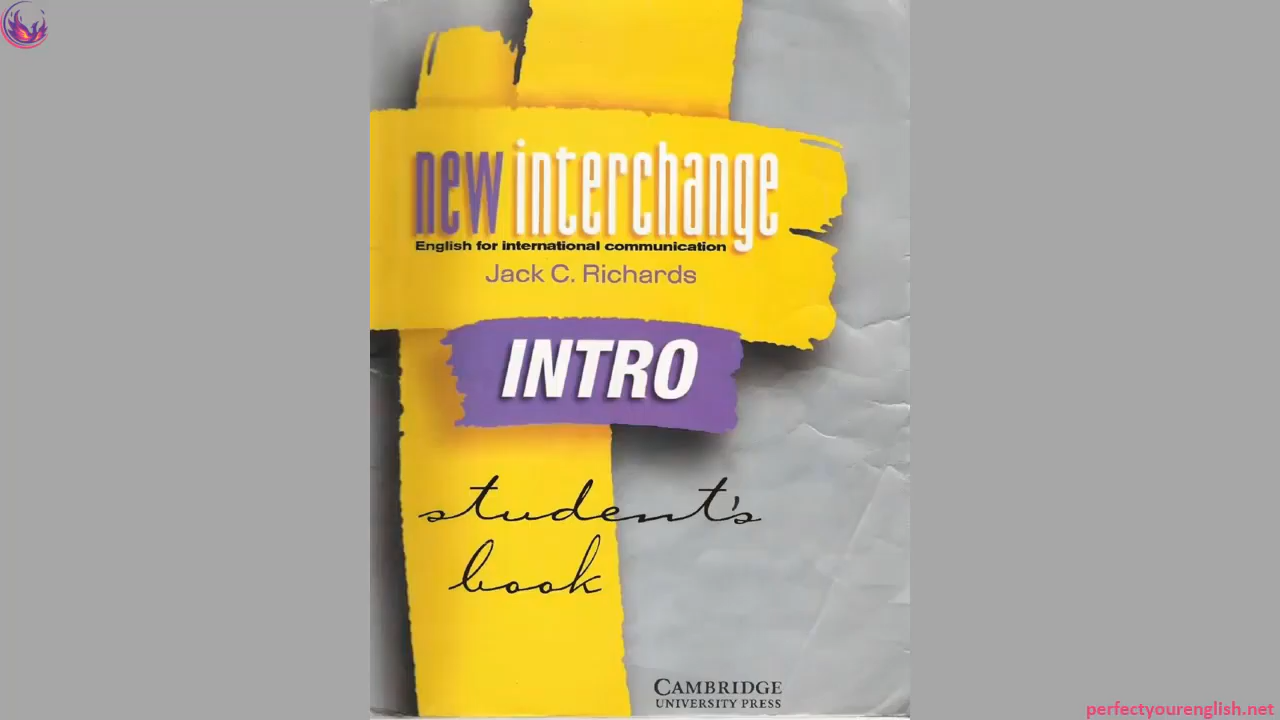 new interchange
English for international communication
Jack C. Richards
INTRO
student's
book
CAMBRIDGE
UNIVERSITY PRESS
perfectyourenglish.net